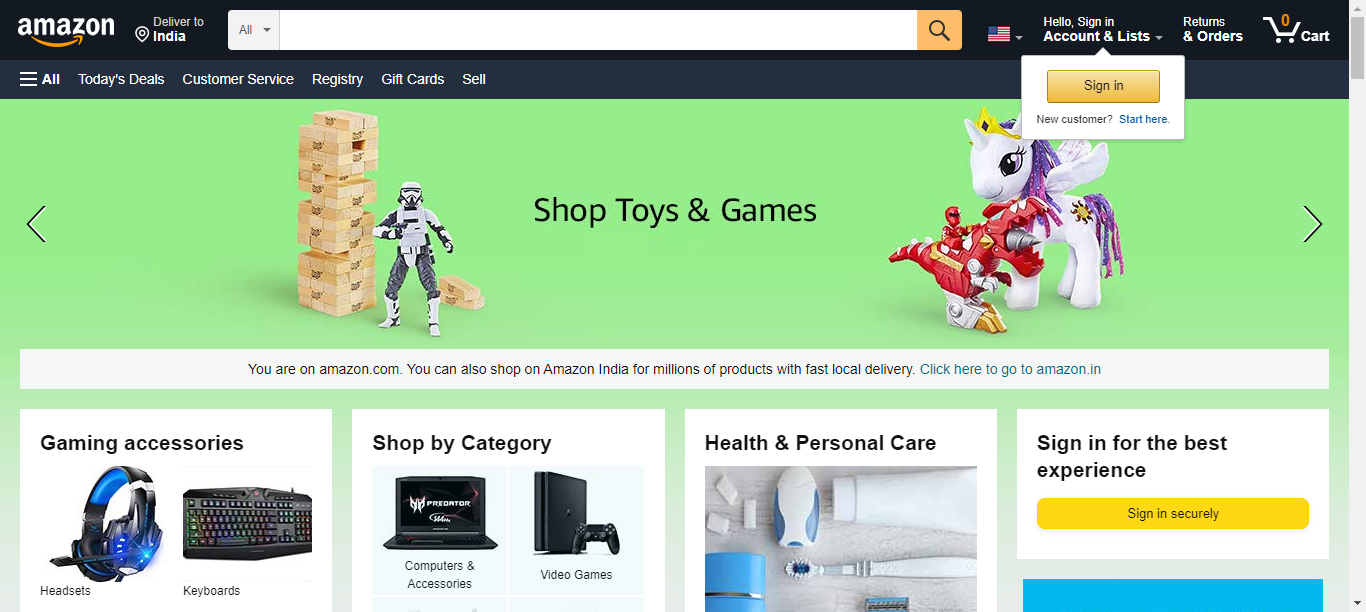 amazon
Deliver to
India
All
Hello, Sign in
Account & Lists
Returns
& Orders
0
Cart
All
Today's Deals
Customer Service
Registry
Gift Cards
Sell
Sign in
New customer? Start here.
Shop Toys & Games
You are on amazon.com. You can also shop on Amazon India for millions of products with fast local delivery. Click here to go to amazon.in
Gaming accessories
Headsets
Keyboards
Shop by Category
PREDATOR
Computers &
Accessories
Video Games
Health & Personal Care
Sign in for the best
experience
Sign in securely